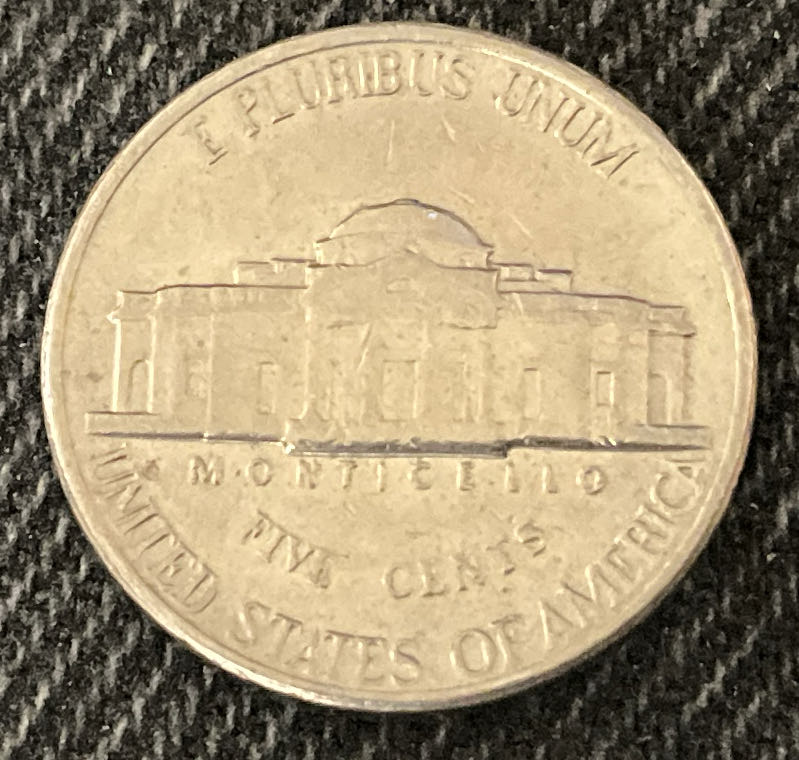 E PLURIBUS UNUM
MONTICELLO
FIVE CENTS
UNITED STATES OF AMERICA